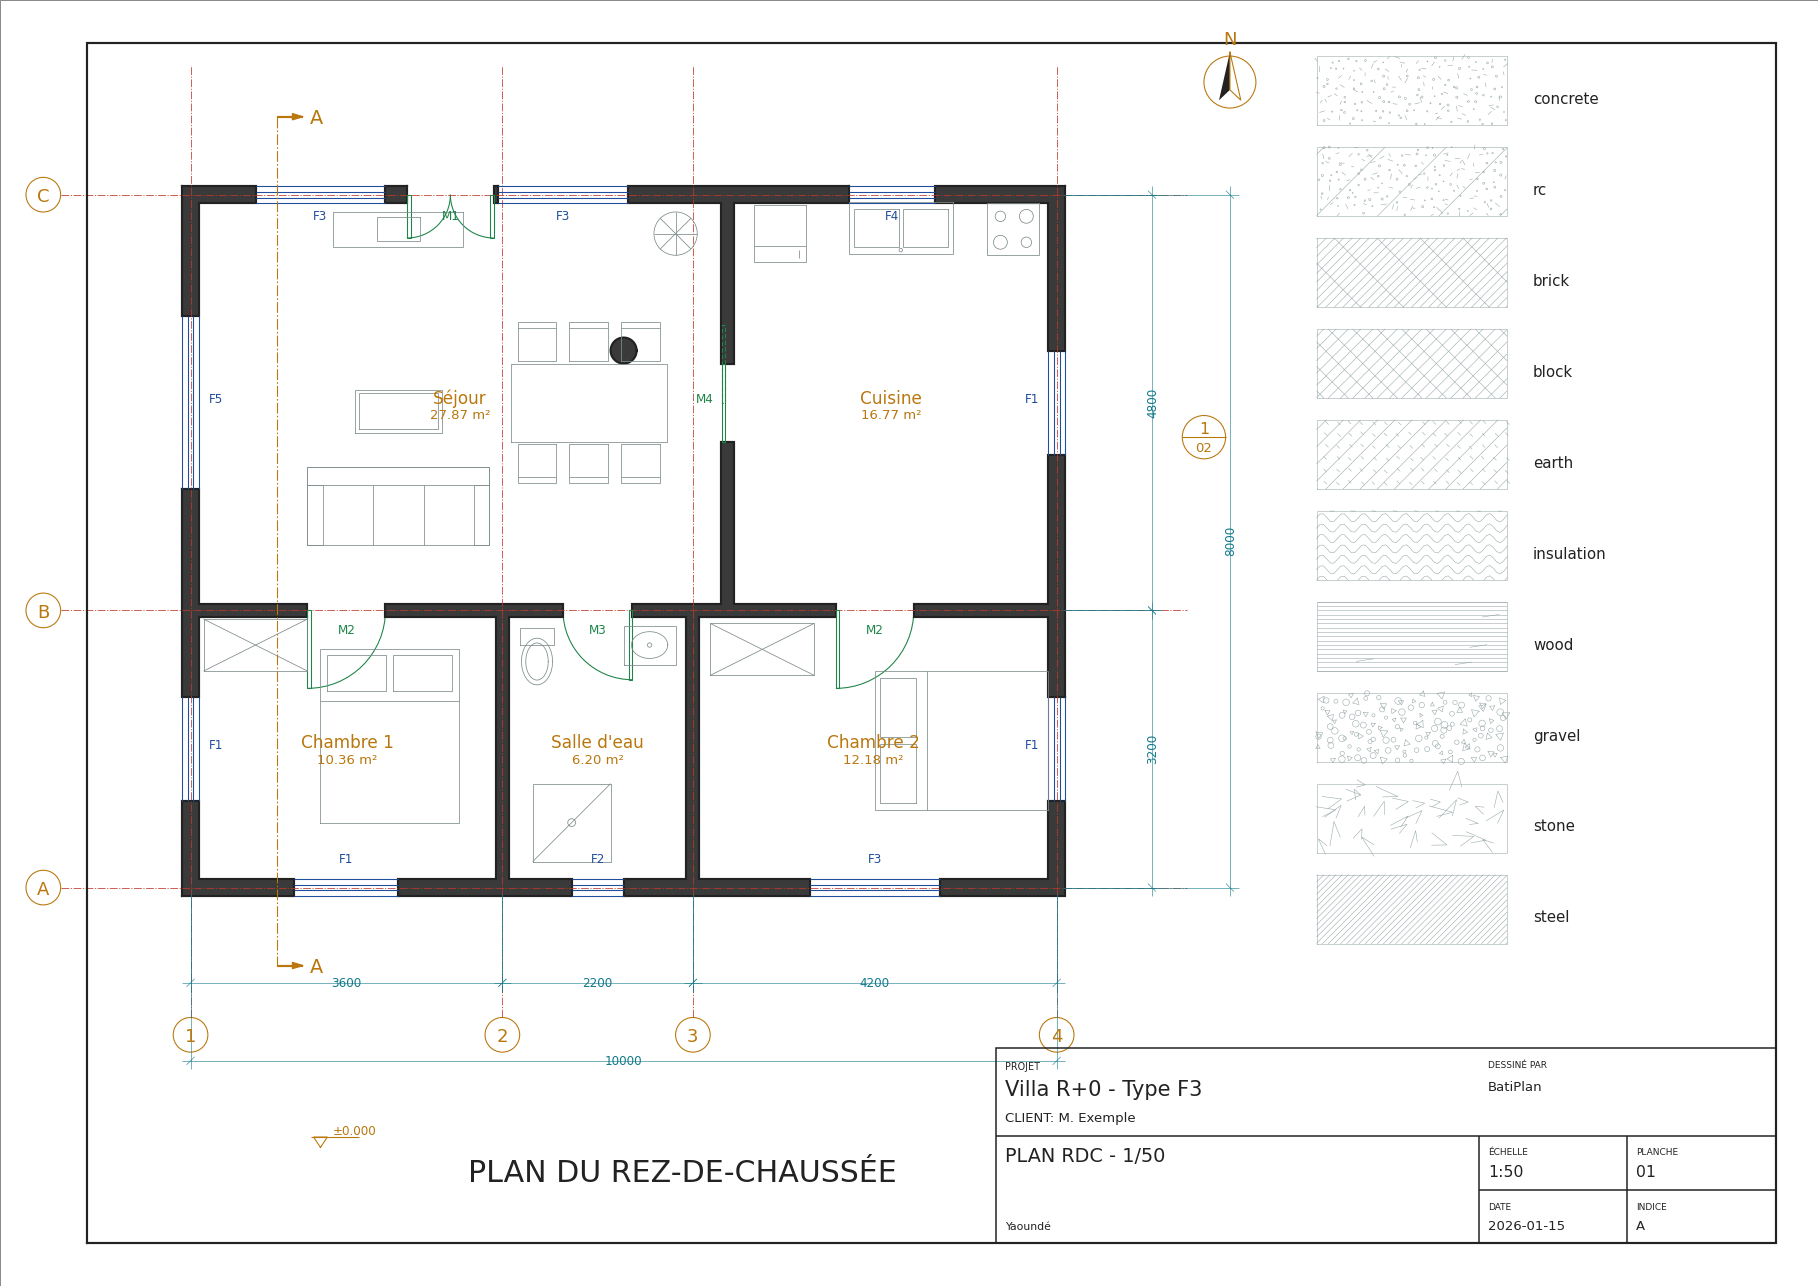 N
A
C
F3
M1
F3
F4
concrete
rc
brick
block
earth
insulation
wood
gravel
stone
steel
F5
Séjour
27.87 m²
M4
Cuisine
16.77 m²
F1
4800
1
02
8000
B
M2
M3
M2
F1
Chambre 1
10.36 m²
Salle d'eau
6.20 m²
Chambre 2
12.18 m²
F1
3200
F1
F2
F3
A
A
3600
2200
4200
1
2
3
4
10000
±0.000
PLAN DU REZ-DE-CHAUSSÉE
PROJET
Villa R+0 - Type F3
CLIENT: M. Exemple
DESSINÉ PAR
BatiPlan
PLAN RDC - 1/50
Yaoundé
ÉCHELLE
1:50
PLANCHE
01
DATE
2026-01-15
INDICE
A